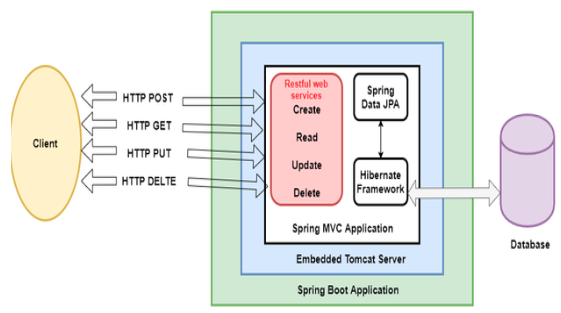 Client
HTTP POST
HTTP GET
HTTP PUT
HTTP DELTE
Restful web
services
Create
Read
Update
Delete
Spring
Data JPA
Hibernate
Framework
Spring MVC Application
Embedded Tomcat Server
Spring Boot Application
Database